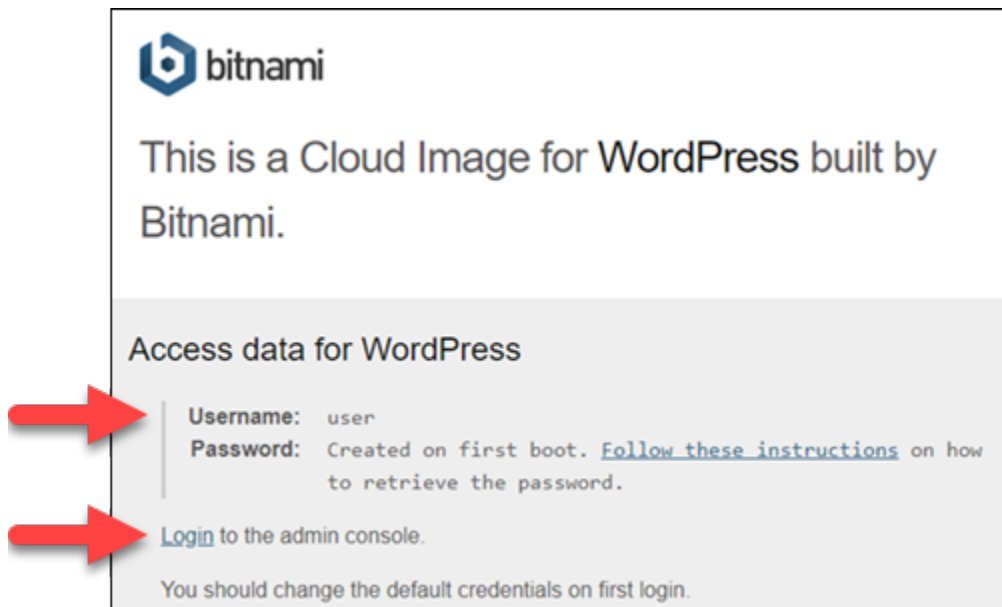 bitnami
This is a Cloud Image for WordPress built by
Bitnami.
Access data for WordPress
Username: user
Password: Created on first boot. Follow these instructions on how
to retrieve the password.
Login to the admin console.
You should change the default credentials on first login.